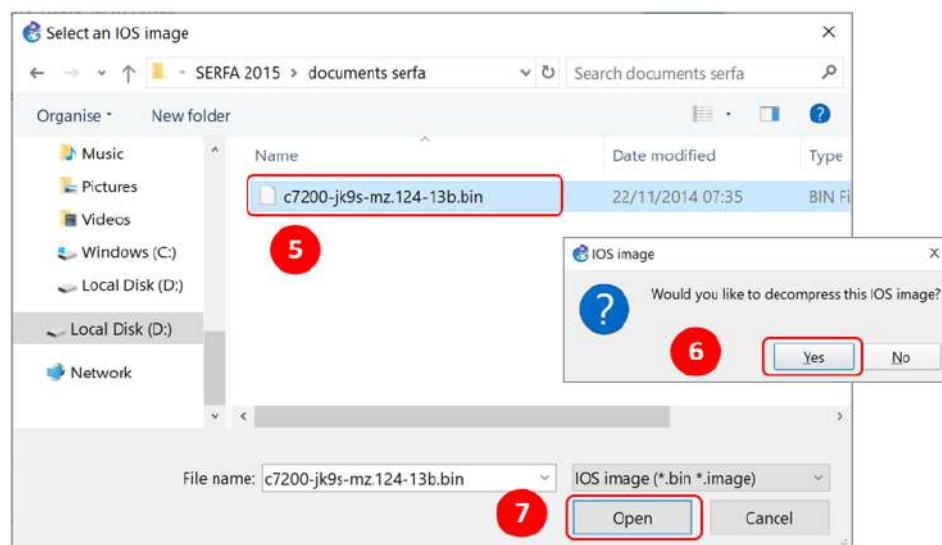 Select an IOS image
SERFA 2015 > documents serfa
Search documents serfa
Organise
New folder
Name
Date modified
Type
Music
Pictures
Videos
Windows (C:)
Local Disk (D:)
Local Disk (D:)
Network
c7200-jk9s-mz.124-13b.bin
22/11/2014 07:35
BIN Fi
5
IOS image
Would you like to decompress this IOS image?
6
Yes
No
File name:
c7200-jk9s-mz.124-13b.bin
IOS image (*.bin *.image)
7
Open
Cancel